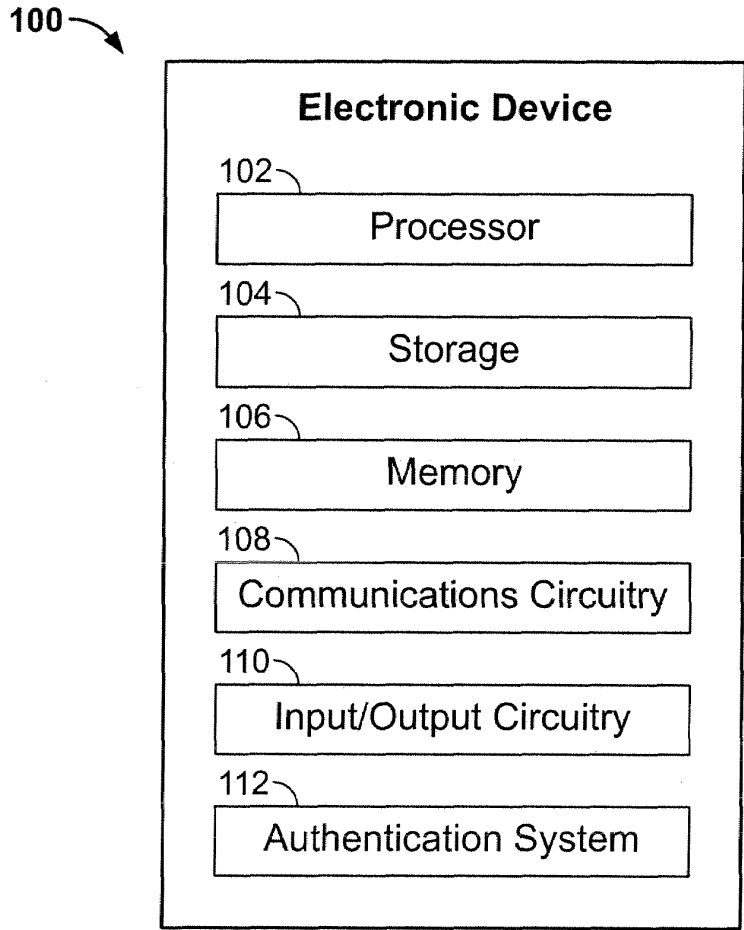 100
Electronic Device
102
Processor
104
Storage
106
Memory
108
Communications Circuitry
110
Input/Output Circuitry
112
Authentication System